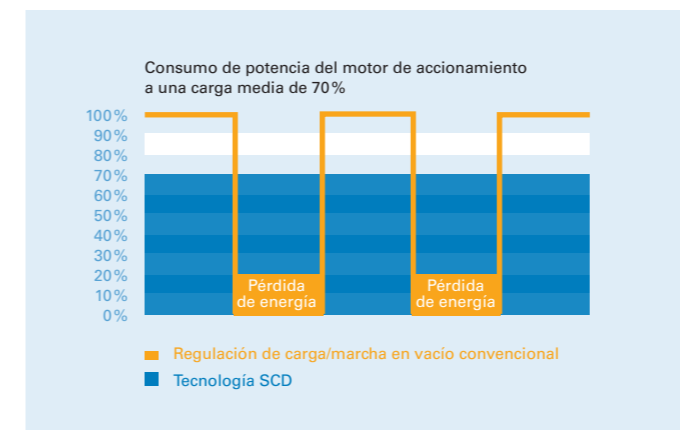 Consumo de potencia del motor de accionamiento
a una carga media de 70%
100%
90%
80%
70%
60%
50%
40%
30%
20%
10%
0%
Pérdida
de energía
Pérdida
de energía
Regulación de carga/marcha en vacío convencional
Tecnología SCD